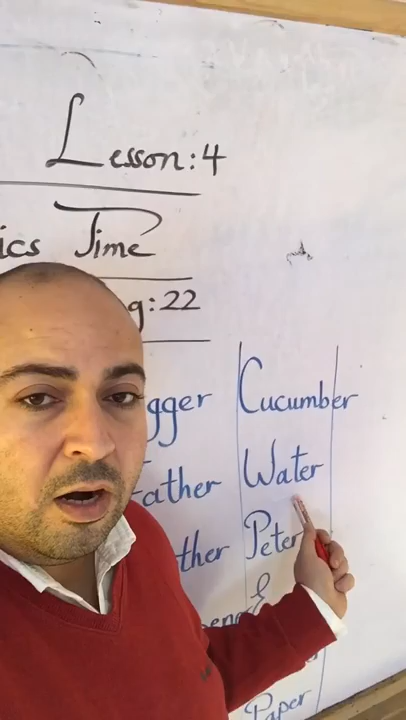 Lesson:4
ics Time
g:22
gger Cucumber
ather Water
ther Peter
&
Paper